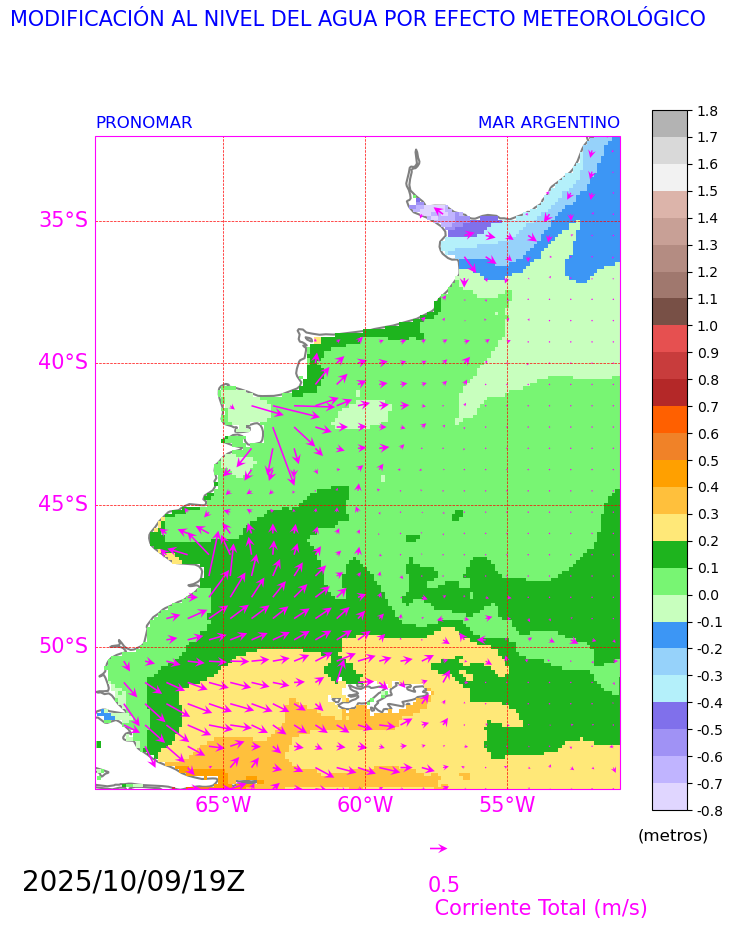 MODIFICACIÓN AL NIVEL DEL AGUA POR EFECTO METEOROLÓGICO
PRONOMAR
MAR ARGENTINO
35°S
40°S
45°S
50°S
65°W
60°W
55°W
1.8
1.7
1.6
1.5
1.4
1.3
1.2
1.1
1.0
0.9
0.8
0.7
0.6
0.5
0.4
0.3
0.2
0.1
0.0
-0.1
-0.2
-0.3
-0.4
-0.5
-0.6
-0.7
-0.8
(metros)
2025/10/09/19Z
0.5
Corriente Total (m/s)